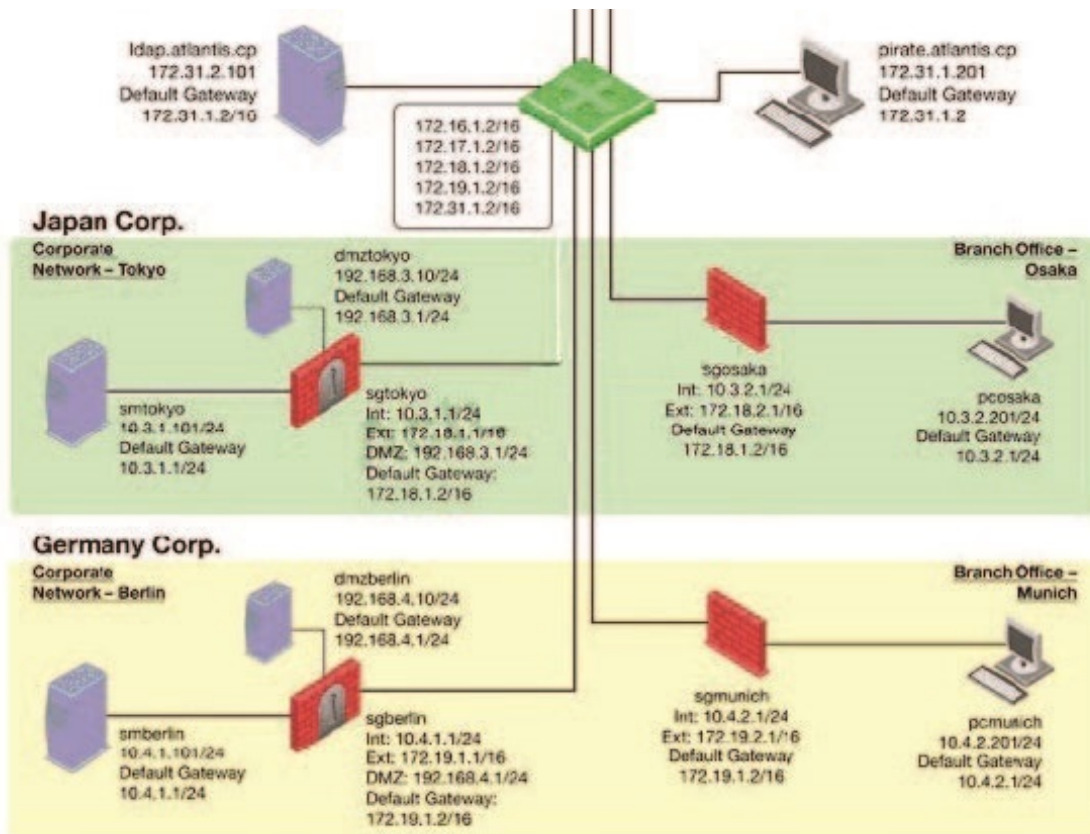 ldap.atlantis.cp
172.31.2.101
Default Gateway
172.31.1.2/10
pirate.atlantis.cp
172.31.1.201
Default Gateway
172.31.1.2
172.16.1.2/16
172.17.1.2/16
172.18.1.2/16
172.19.1.2/16
172.31.1.2/16
Japan Corp.
Corporate
Network – Tokyo
dmztokyo
192.168.3.10/24
Default Gateway
192.168.3.1/24
Branch Office –
Osaka
smtokyo
10.3.1.101/24
Default Gateway
10.3.1.1/24
sgtokyo
Int: 10.3.1.1/24
Ext: 172.18.1.1/16
DMZ: 192.168.3.1/24
Default Gateway:
172.18.1.2/16
sgosaka
Int: 10.3.2.1/24
Ext: 172.18.2.1/16
Default Gateway
172.18.1.2/16
pcosaka
10.3.2.201/24
Default Gateway
10.3.2.1/24
Germany Corp.
Corporate
Network – Berlin
dmzberlin
192.168.4.10/24
Default Gateway
192.168.4.1/24
Branch Office –
Munich
smberlin
10.4.1.101/24
Default Gateway
10.4.1.1/24
sgberlin
Int: 10.4.1.1/24
Ext: 172.19.1.1/16
DMZ: 192.168.4.1/24
Default Gateway:
172.19.1.2/16
sgmunich
Int: 10.4.2.1/24
Ext: 172.19.2.1/16
Default Gateway
172.19.1.2/16
pcmunich
10.4.2.201/24
Default Gateway
10.4.2.1/24